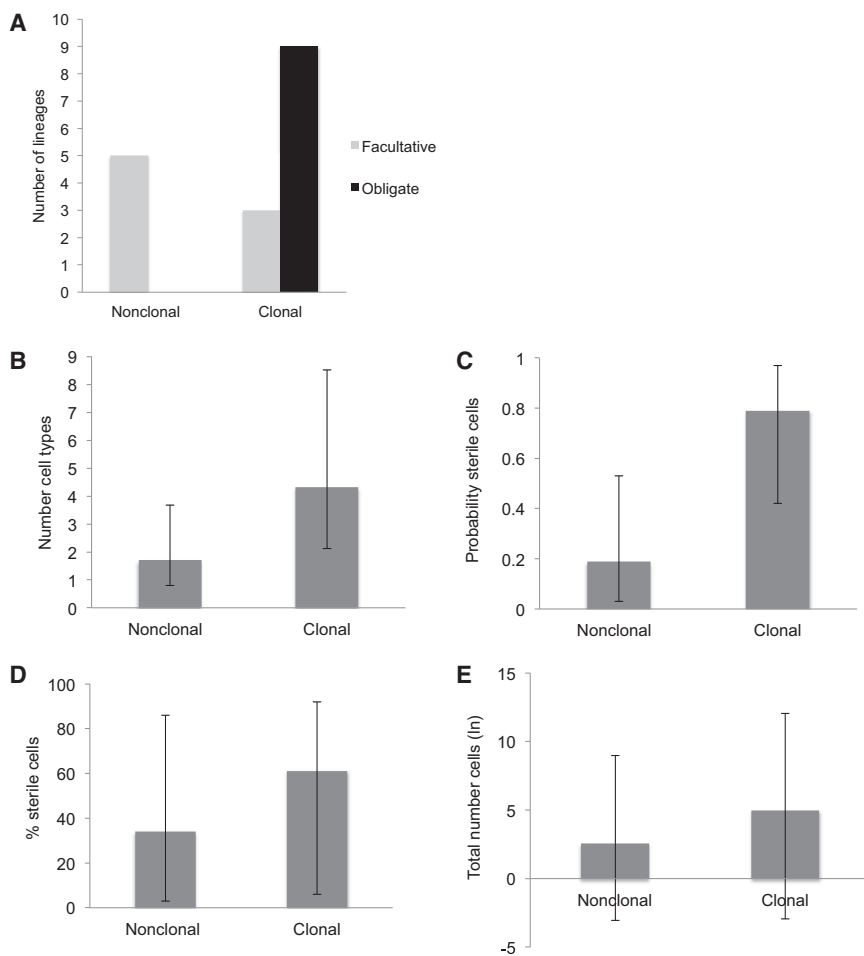 A
Number of lineages
10
9
8
7
6
5
4
3
2
1
0
Nonclonal
Clonal
Facultative
Obligate
B
Number cell types
9
8
7
6
5
4
3
2
1
0
Nonclonal
Clonal
C
Probability sterile cells
1
0.8
0.6
0.4
0.2
0
Nonclonal
Clonal
D
% sterile cells
100
80
60
40
20
0
Nonclonal
Clonal
E
Total number cells (ln)
15
10
5
0
-5
Nonclonal
Clonal